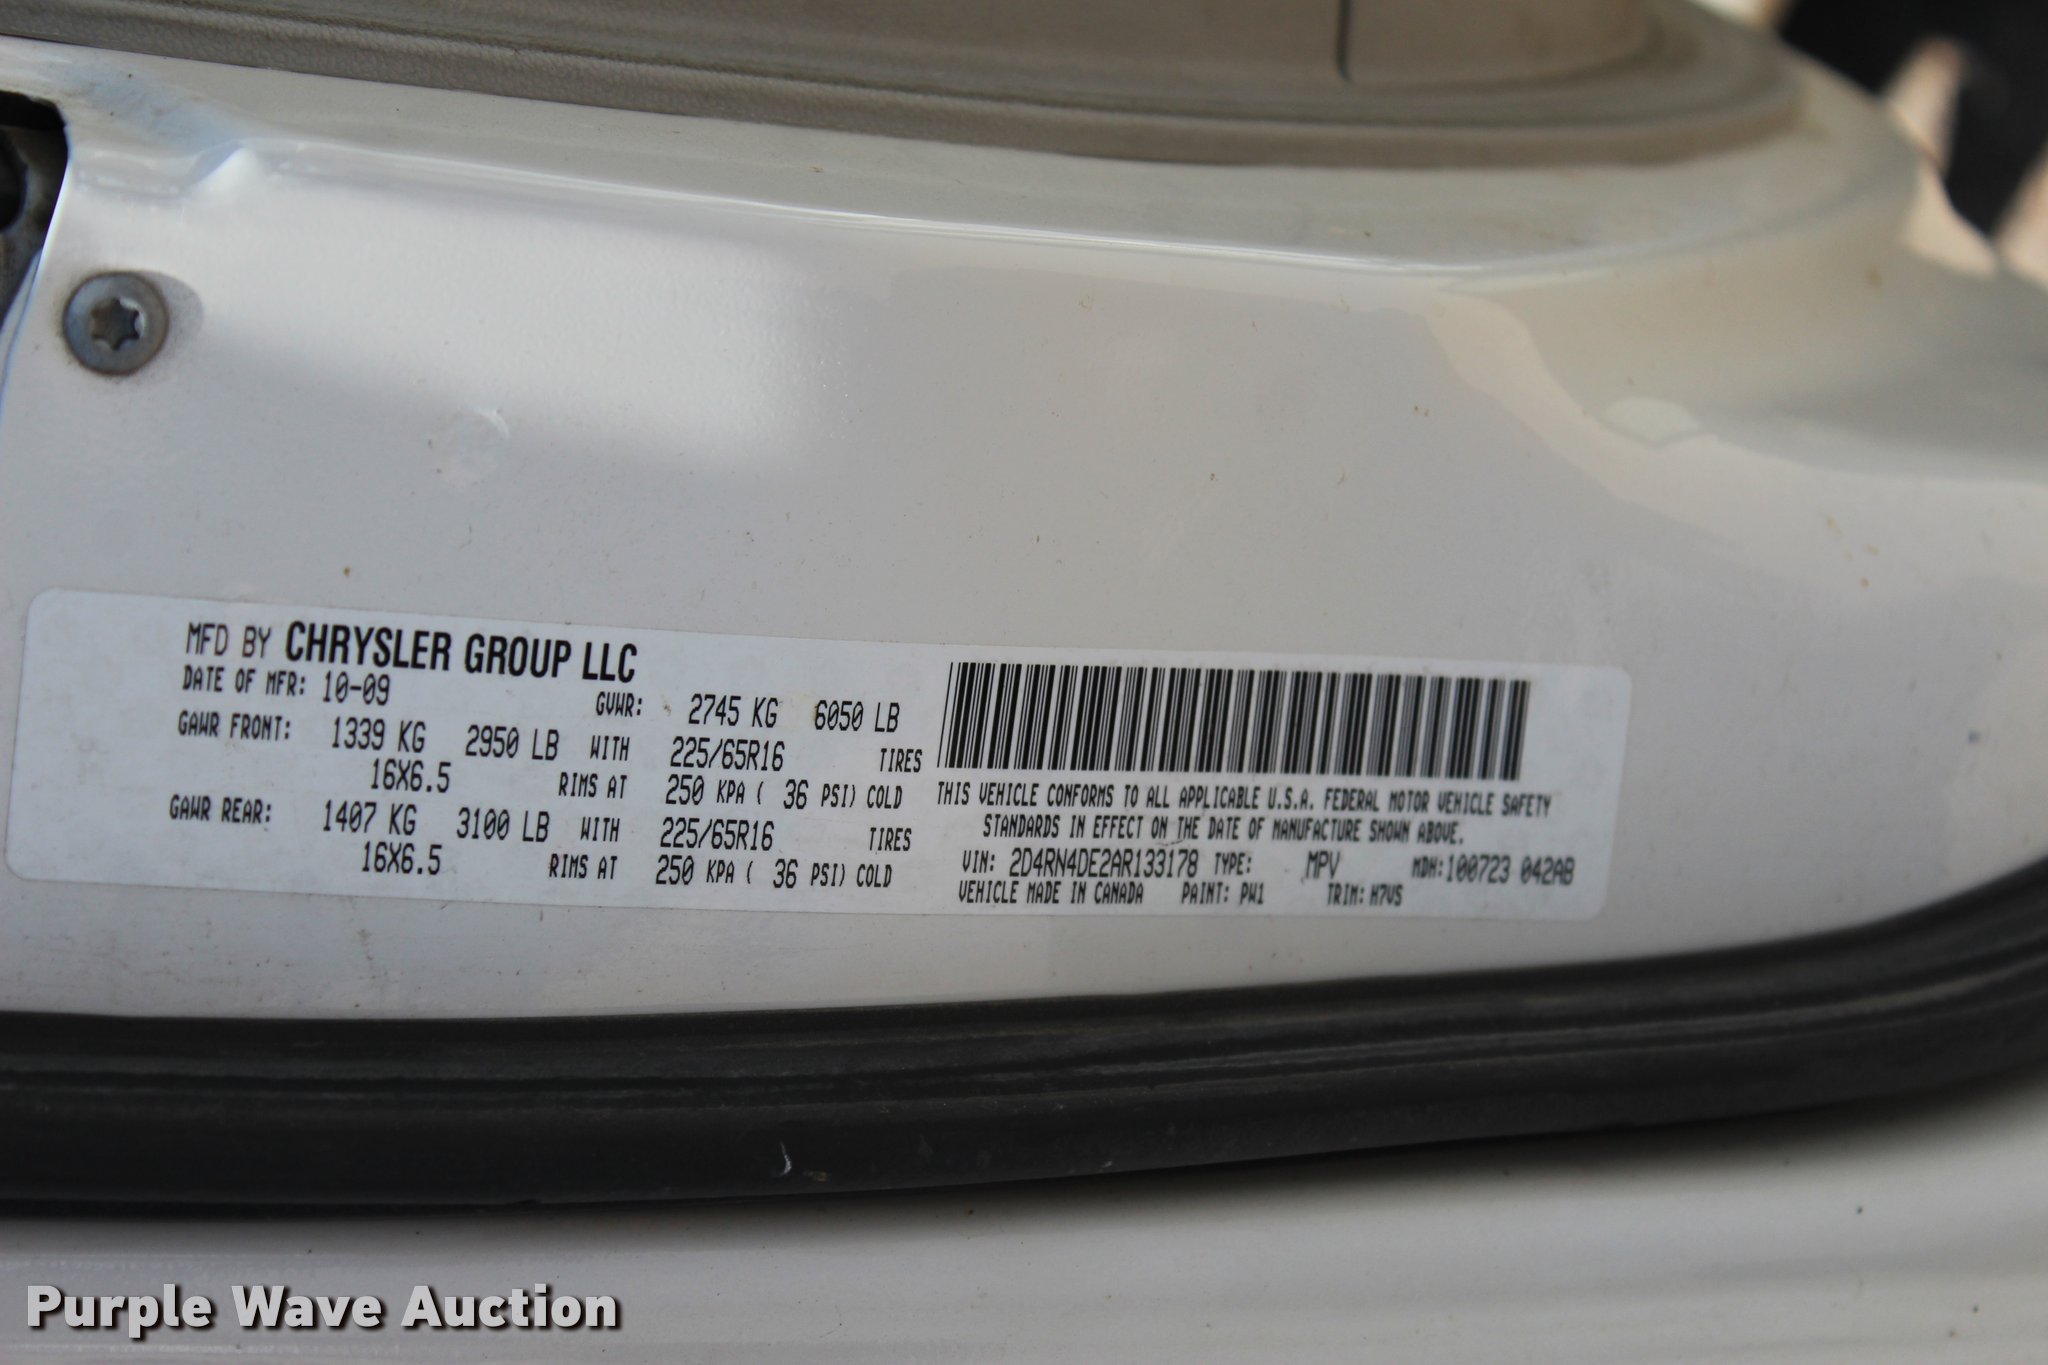 MFD BY CHRYSLER GROUP LLC
DATE OF MFR: 10-09 GVWR: 2745 KG 6050 LB
GAWR FRONT: 1339 KG 2950 LB WITH 225/65R16 TIRES
16X6.5 RIMS AT 250 KPA ( 36 PSI) COLD
GAWR REAR: 1407 KG 3100 LB WITH 225/65R16 TIRES
16X6.5 RIMS AT 250 KPA ( 36 PSI) COLD
THIS VEHICLE CONFORMS TO ALL APPLICABLE U.S.A. FEDERAL MOTOR VEHICLE SAFETY
STANDARDS IN EFFECT ON THE DATE OF MANUFACTURE SHOWN ABOVE.
VIN: 2D4RN4DE2AR133178 TYPE: MPV MDH:100723 042AB
VEHICLE MADE IN CANADA PAINT: PW1 TRIM: H7VS
Purple Wave Auction